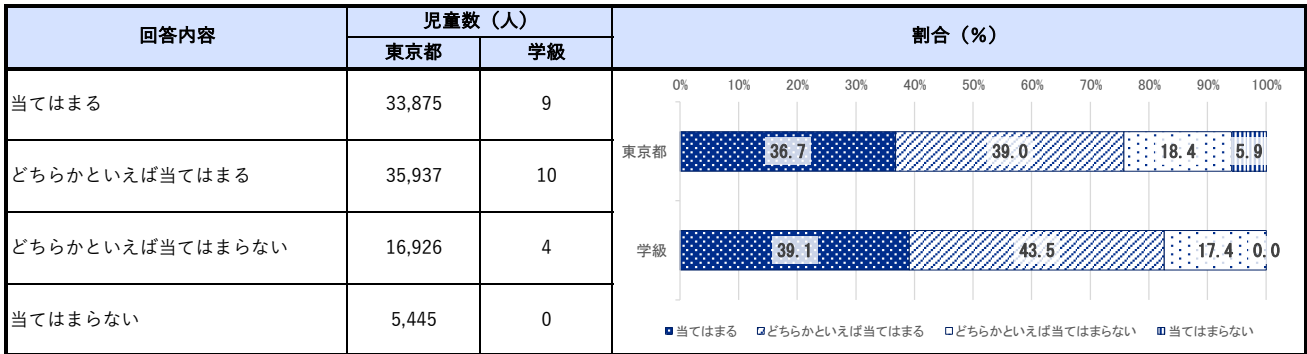 回答内容 児童数（人） 割合（%）
東京都 学級
当てはまる 33,875 9
どちらかといえば当てはまる 35,937 10
どちらかといえば当てはまらない 16,926 4
当てはまらない 5,445 0
0% 10% 20% 30% 40% 50% 60% 70% 80% 90% 100%
東京都 36.7 39.0 18.4 5.9
学級 39.1 43.5 17.4 0.0
当てはまる どちらかといえば当てはまる どちらかといえば当てはまらない 当てはまらない